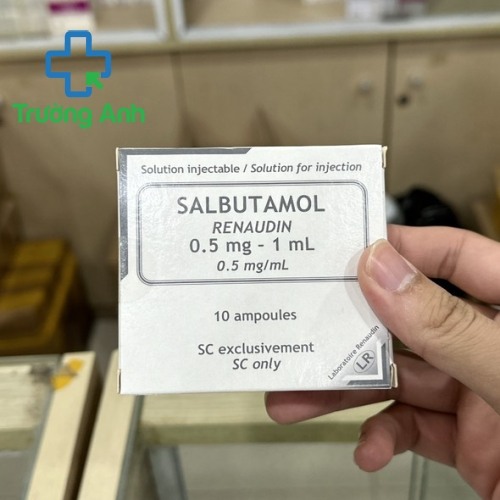 Trường Anh
Solution injectable / Solution for injection
SALBUTAMOL
RENAUDIN
0.5 mg - 1 mL
0.5 mg/mL
10 ampoules
SC exclusivement
SC only
Laboratoire Renaudin
LR